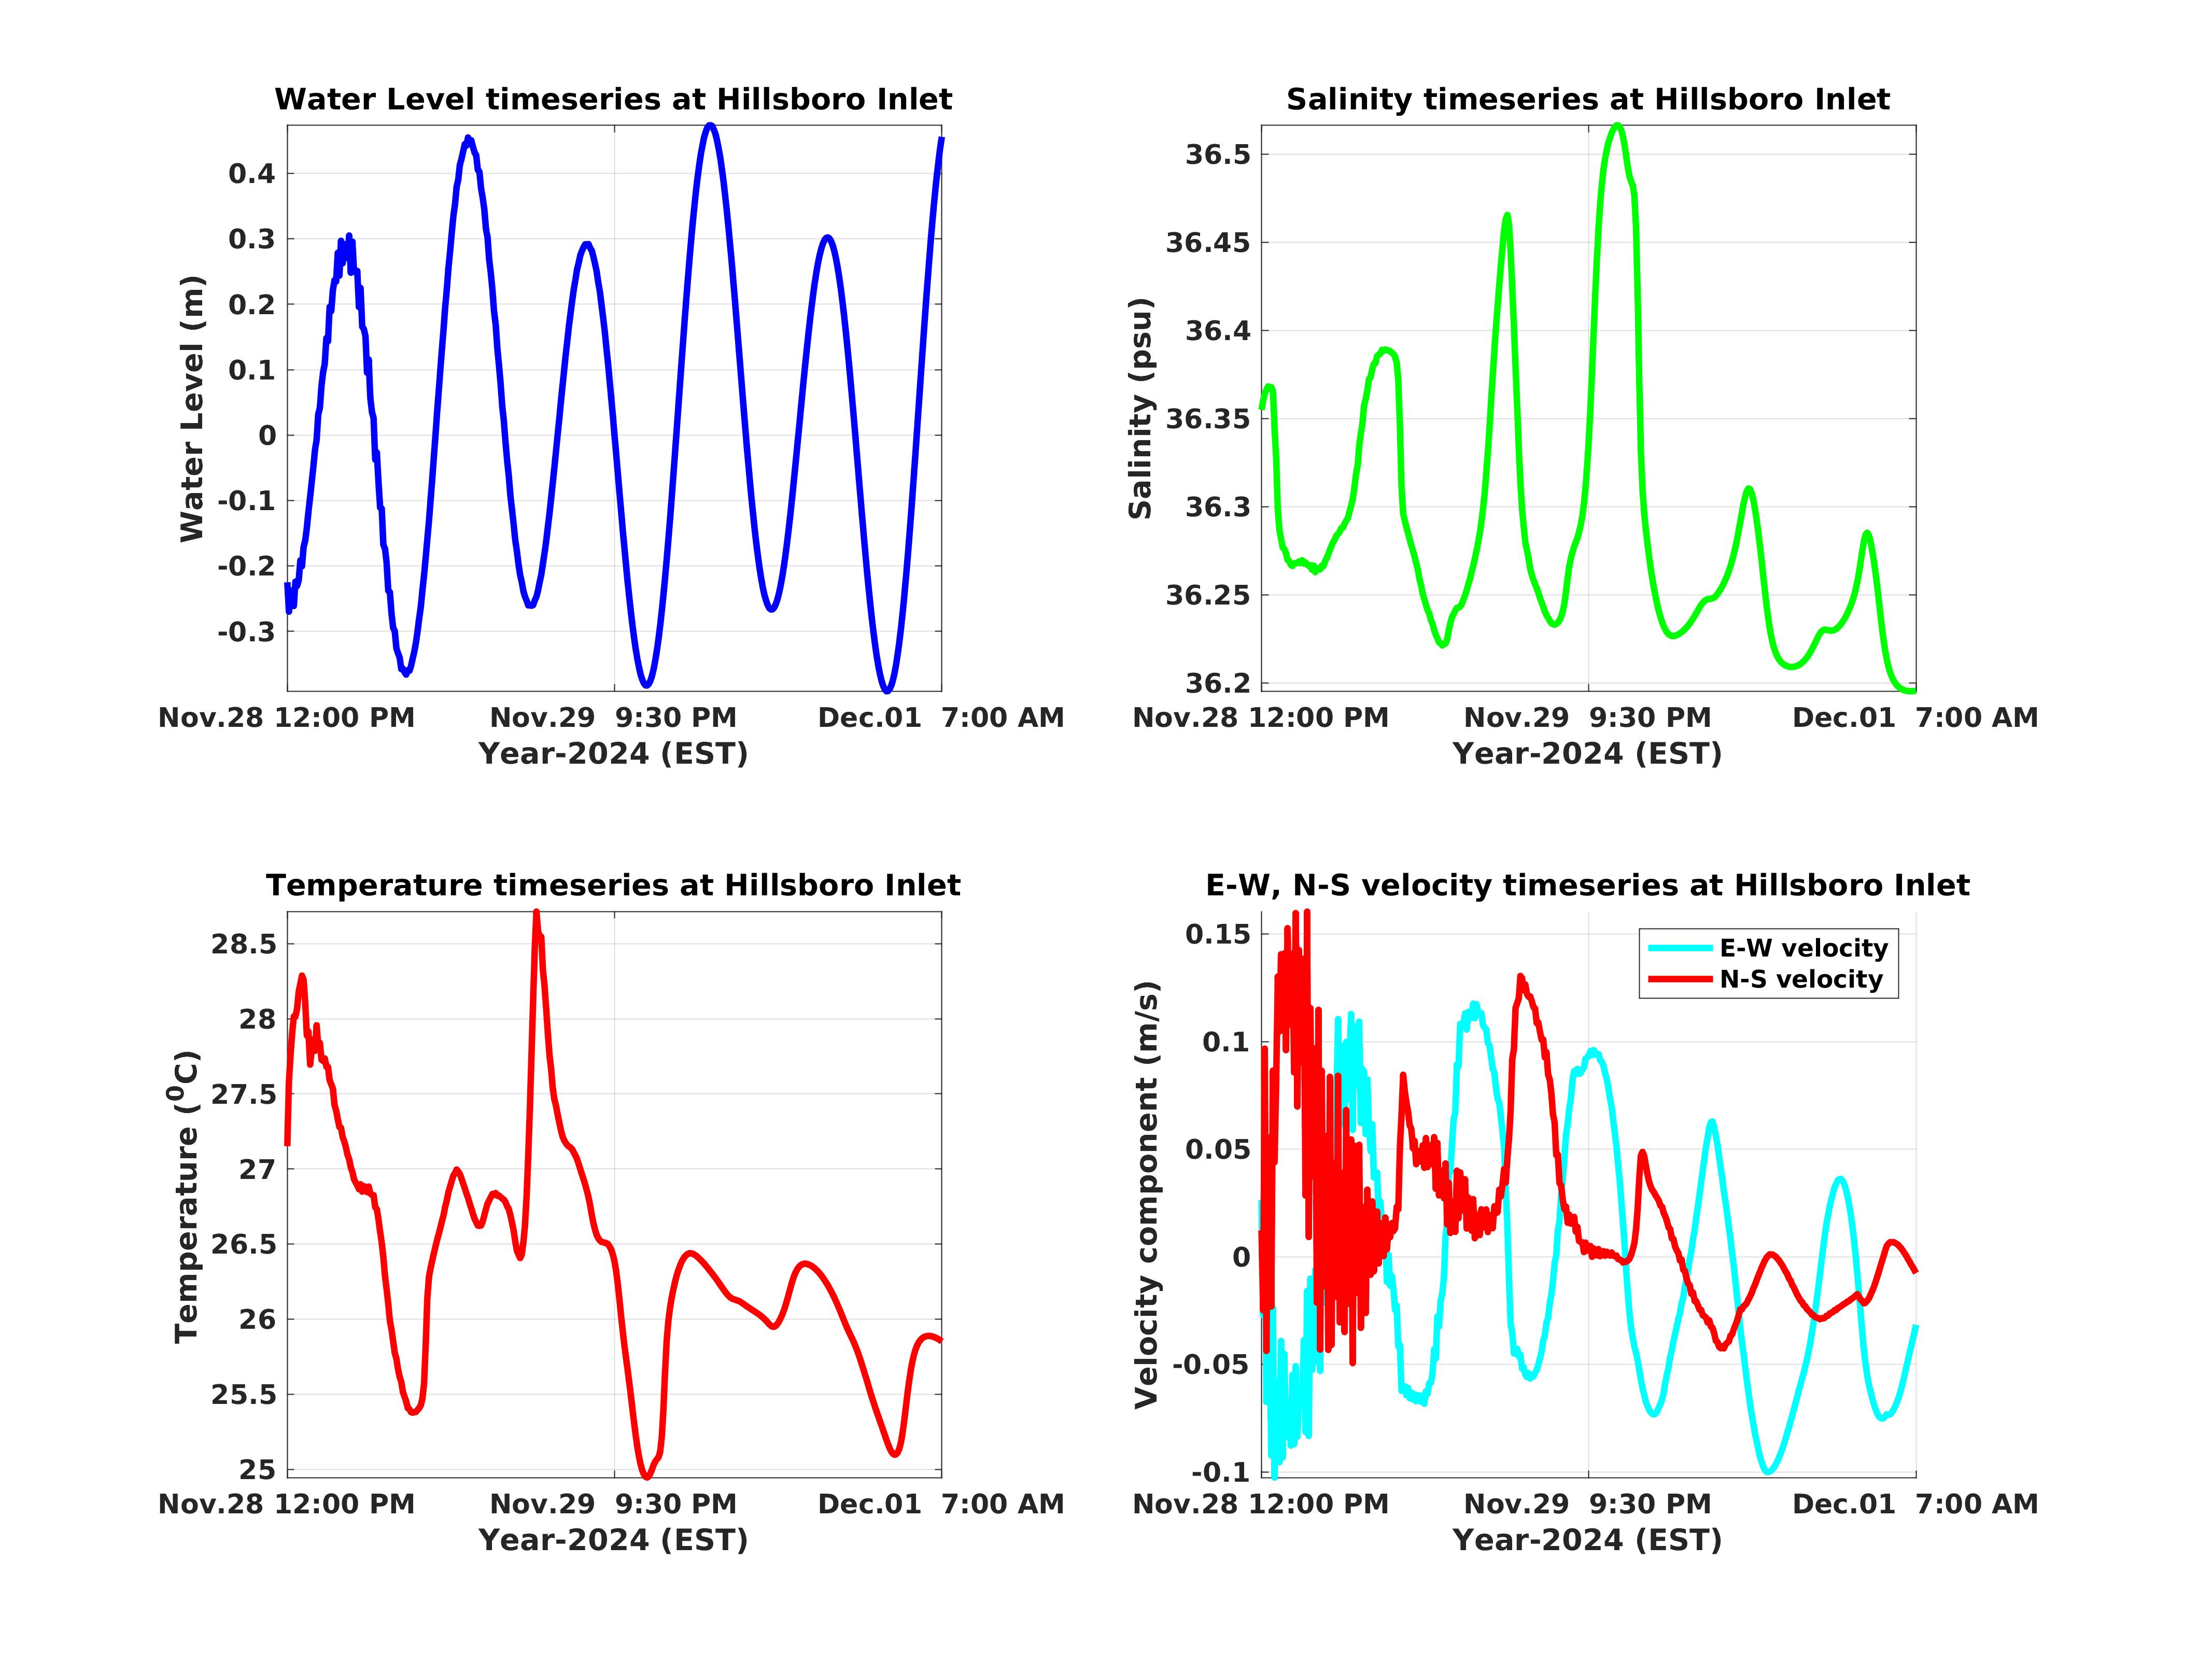 Water Level timeseries at Hillsboro Inlet
Water Level (m)
0.4
0.3
0.2
0.1
0
-0.1
-0.2
-0.3
Nov.28 12:00 PM
Nov.29 9:30 PM
Dec.01 7:00 AM
Year-2024 (EST)
Salinity timeseries at Hillsboro Inlet
Salinity (psu)
36.5
36.45
36.4
36.35
36.3
36.25
36.2
Nov.28 12:00 PM
Nov.29 9:30 PM
Dec.01 7:00 AM
Year-2024 (EST)
Temperature timeseries at Hillsboro Inlet
Temperature (⁰C)
28.5
28
27.5
27
26.5
26
25.5
25
Nov.28 12:00 PM
Nov.29 9:30 PM
Dec.01 7:00 AM
Year-2024 (EST)
E-W, N-S velocity timeseries at Hillsboro Inlet
Velocity component (m/s)
0.15
0.1
0.05
0
-0.05
-0.1
E-W velocity
N-S velocity
Nov.28 12:00 PM
Nov.29 9:30 PM
Dec.01 7:00 AM
Year-2024 (EST)